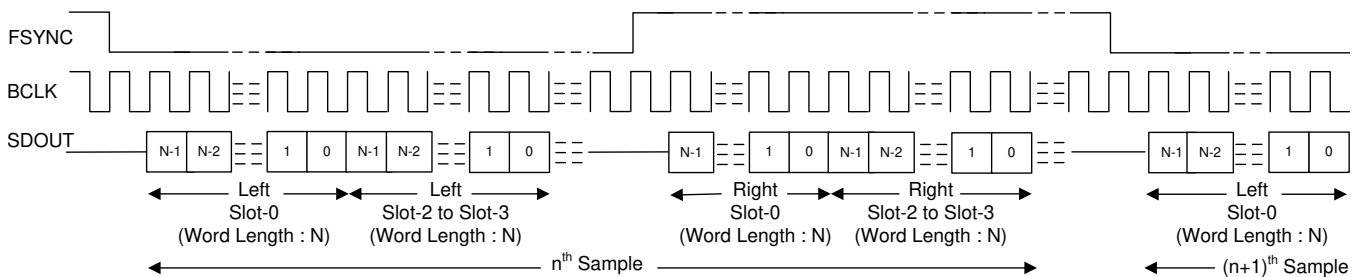 FSYNC
BCLK
SDOUT
N-1 N-2 1 0 N-1 N-2 1 0 N-1 1 0 N-1 N-2 1 0 N-1 N-2 1 0
Left Left Right Right Left
Slot-0 Slot-2 to Slot-3 Slot-0 Slot-2 to Slot-3 Slot-0
(Word Length : N) (Word Length : N) (Word Length : N) (Word Length : N) (Word Length : N)
nth Sample (n+1)th Sample